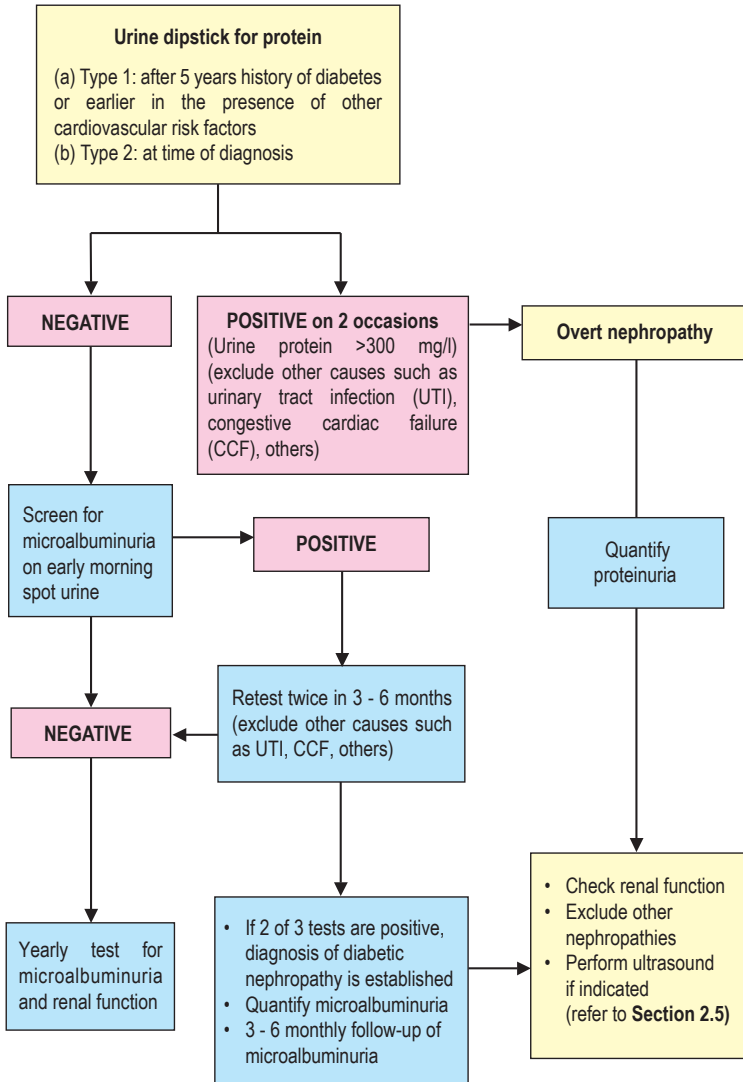 Urine dipstick for protein
(a) Type 1: after 5 years history of diabetes
or earlier in the presence of other
cardiovascular risk factors
(b) Type 2: at time of diagnosis
NEGATIVE
POSITIVE on 2 occasions
(Urine protein >300 mg/l)
(exclude other causes such as
urinary tract infection (UTI),
congestive cardiac failure
(CCF), others)
Overt nephropathy
Screen for
microalbuminuria
on early morning
spot urine
POSITIVE
Quantify
proteinuria
Retest twice in 3 - 6 months
(exclude other causes such
as UTI, CCF, others)
NEGATIVE
Yearly test for
microalbuminuria
and renal function
• If 2 of 3 tests are positive,
diagnosis of diabetic
nephropathy is established
• Quantify microalbuminuria
• 3 - 6 monthly follow-up of
microalbuminuria
• Check renal function
• Exclude other
nephropathies
• Perform ultrasound
if indicated
(refer to Section 2.5)